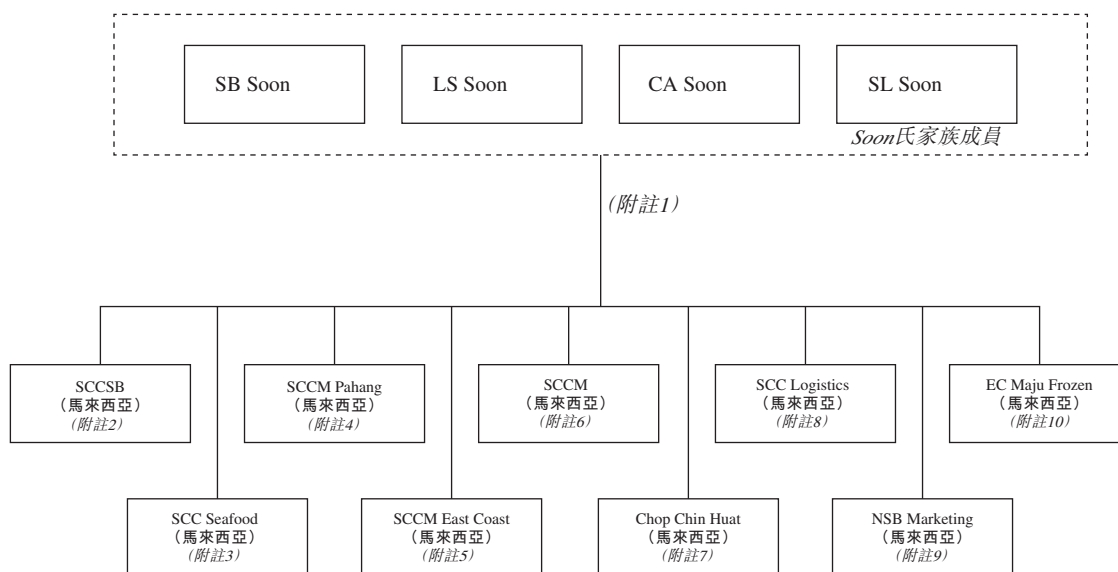 SB Soon
LS Soon
CA Soon
SL Soon
Soon氏家族成員
(附註1)
SCCSB
(馬來西亞)
(附註2)
SCCM Pahang
(馬來西亞)
(附註4)
SCCM
(馬來西亞)
(附註6)
SCC Logistics
(馬來西亞)
(附註8)
EC Maju Frozen
(馬來西亞)
(附註10)
SCC Seafood
(馬來西亞)
(附註3)
SCCM East Coast
(馬來西亞)
(附註5)
Chop Chin Huat
(馬來西亞)
(附註7)
NSB Marketing
(馬來西亞)
(附註9)